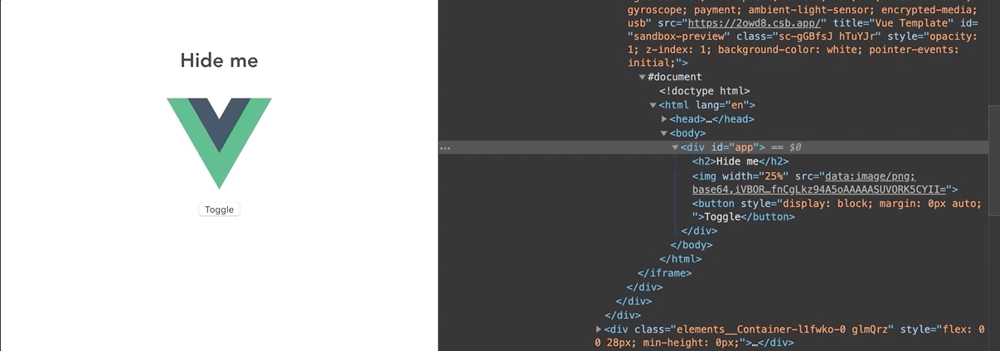 Hide me
Toggle
gyroscope; payment; ambient-light-sensor; encrypted-media;
usb" src="https://2owd8.csb.app/" title="Vue Template" id=
"sandbox-preview" class="sc-gGBfsJ hTuYJr" style="opacity:
1; z-index: 1; background-color: white; pointer-events:
initial;">
#document
<!doctype html>
<html lang="en">
<head>…</head>
<body>
<div id="app"> == $0
<h2>Hide me</h2>
<img width="25%" src="data:image/png;
base64,iVBOR…fnCgLkz94A5oAAAAASUVORK5CYII=">
<button style="display: block; margin: 0px auto;
">Toggle</button>
</div>
</body>
</html>
</iframe>
</div>
</div>
</div>
<div class="elements__Container-l1fwko-0 glmQrz" style="flex: 0
0 28px; min-height: 0px;">…</div>